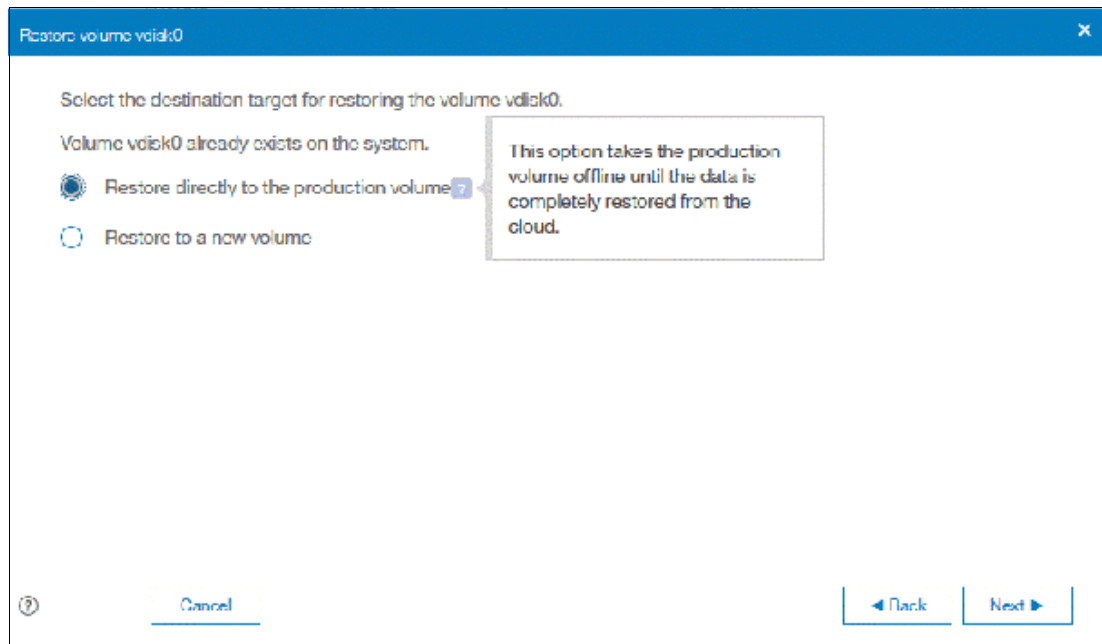 Restore volume vdisk0
Select the destination target for restoring the volume vdisk0.
Volume vdisk0 already exists on the system.
Restore directly to the production volume ?
This option takes the production
volume offline until the data is
completely restored from the
cloud.
Restore to a new volume
? Cancel ◀ Back Next ▶